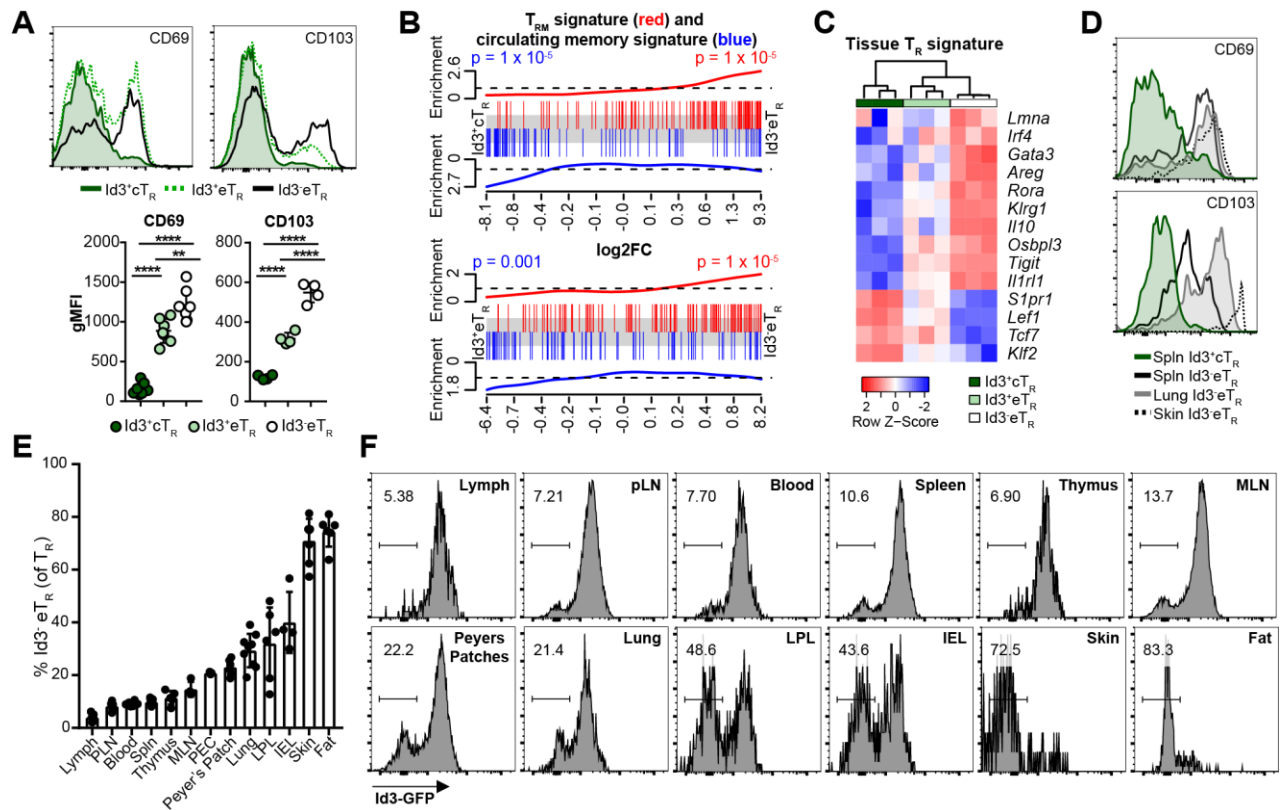 A
CD69
CD103
Id3+cTR
Id3+eTR
Id3-eTR
CD69
CD103
****
**
****
****
****
****
gMFI
2000
1500
1000
500
0
800
600
400
200
0
Id3+cTR
Id3+eTR
Id3-eTR
B
TRM signature (red) and
circulating memory signature (blue)
p = 1 x 10-5
p = 1 x 10-5
Enrichment
2.6
0
Id3+cTR
Id3-eTR
Enrichment
0
2.7
-8.1
-0.8
-0.4
-0.2
-0.1
-0.0
0.1
0.3
0.6
1.3
9.3
log2FC
p = 0.001
p = 1 x 10-5
Enrichment
2
0
Id3+eTR
Id3-eTR
Enrichment
0
1.8
-6.4
-0.7
-0.4
-0.2
-0.1
-0.0
0.1
0.2
0.5
1.1
8.2
C
Tissue TR signature
Lmna
Irf4
Gata3
Areg
Rora
Klrg1
Il10
Osbpl3
Tigit
Il1rl1
S1pr1
Lef1
Tcf7
Klf2
2 0 -2
Row Z-Score
Id3+cTR
Id3+eTR
Id3-eTR
D
CD69
CD103
Spln Id3+cTR
Spln Id3-eTR
Lung Id3-eTR
Skin Id3-eTR
E
% Id3- eTR (of TR)
100
80
60
40
20
0
Lymph
PLN
Blood
Spln
Thymus
MLN
PEC
Peyer's Patch
Lung
LPL
IEL
Skin
Fat
F
Lymph
5.38
pLN
7.21
Blood
7.70
Spleen
10.6
Thymus
6.90
MLN
13.7
Peyers
Patches
22.2
Lung
21.4
LPL
48.6
IEL
43.6
Skin
72.5
Fat
83.3
Id3-GFP